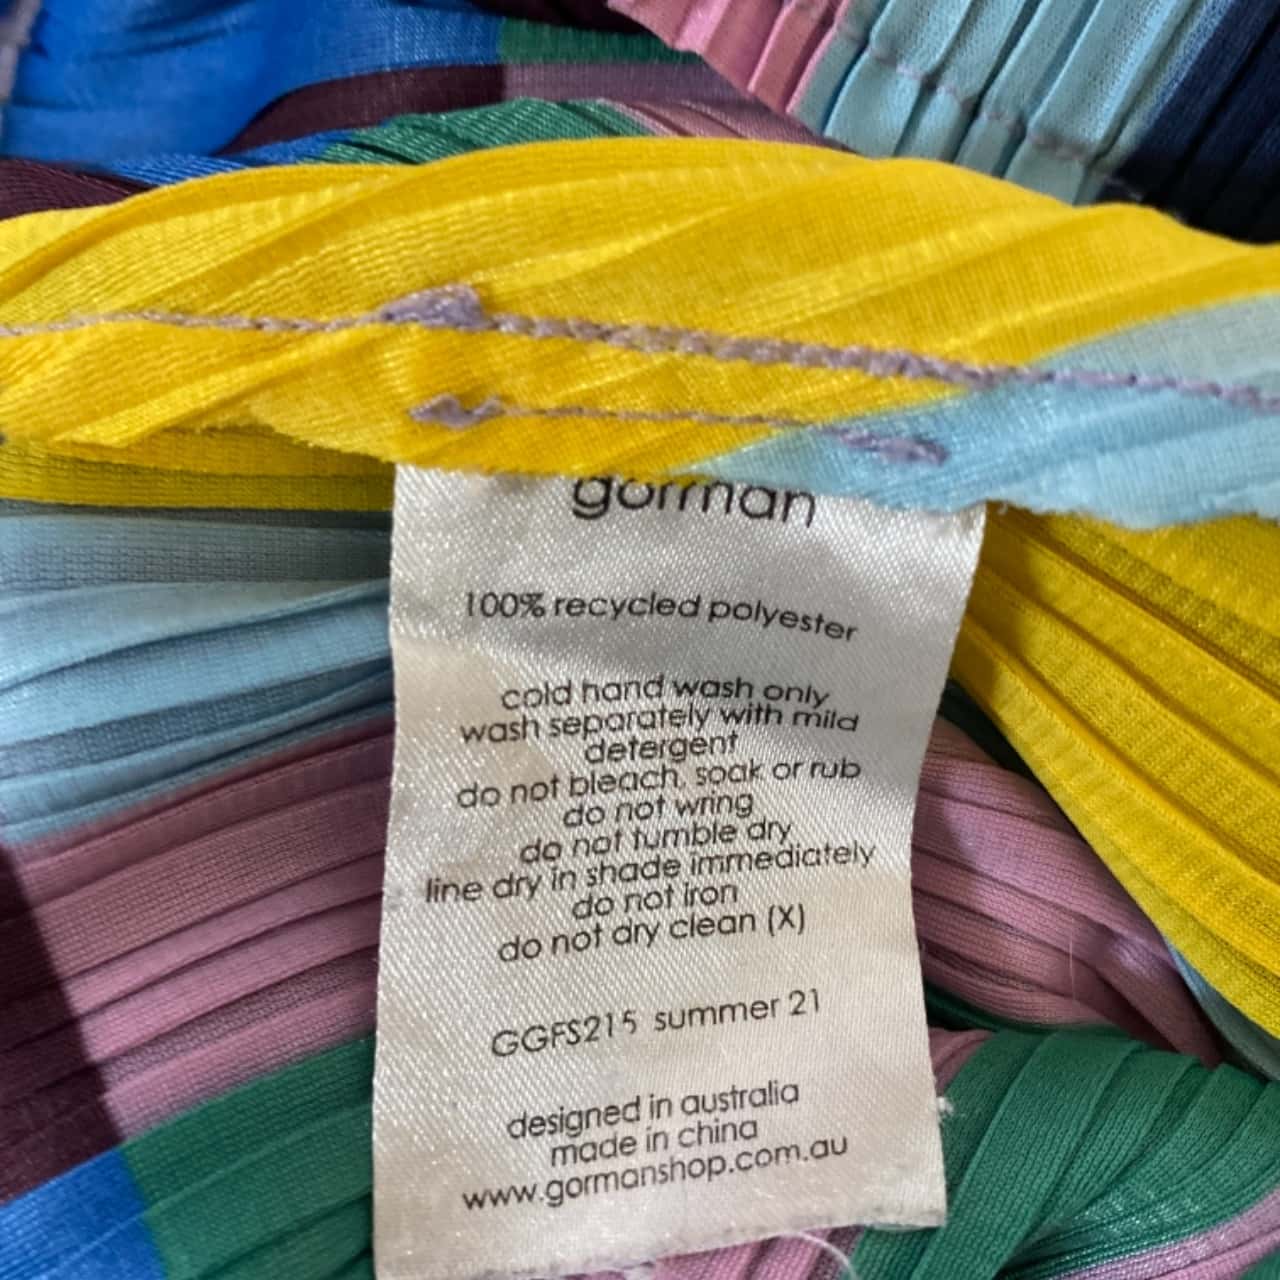 gorman
100% recycled polyester
cold hand wash only
wash separately with mild
detergent
do not bleach, soak or rub
do not wring
do not tumble dry
line dry in shade immediately
do not iron
do not dry clean (X)
GGFS215 summer 21
designed in australia
made in china
www.gormanshop.com.au